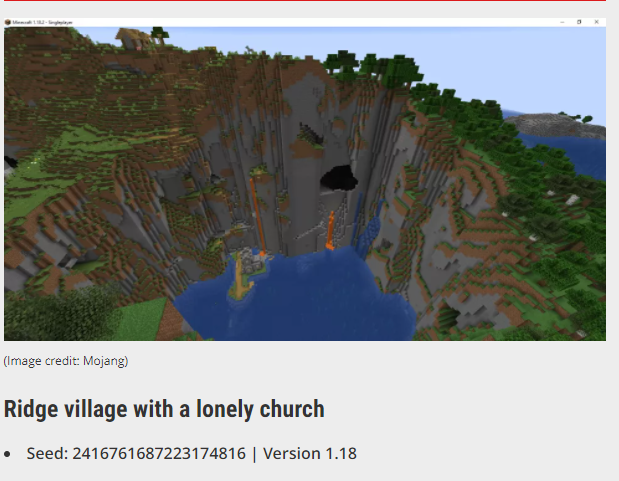 Minecraft 1.18.2 - Singleplayer
(Image credit: Mojang)
Ridge village with a lonely church
• Seed: 2416761687223174816 | Version 1.18